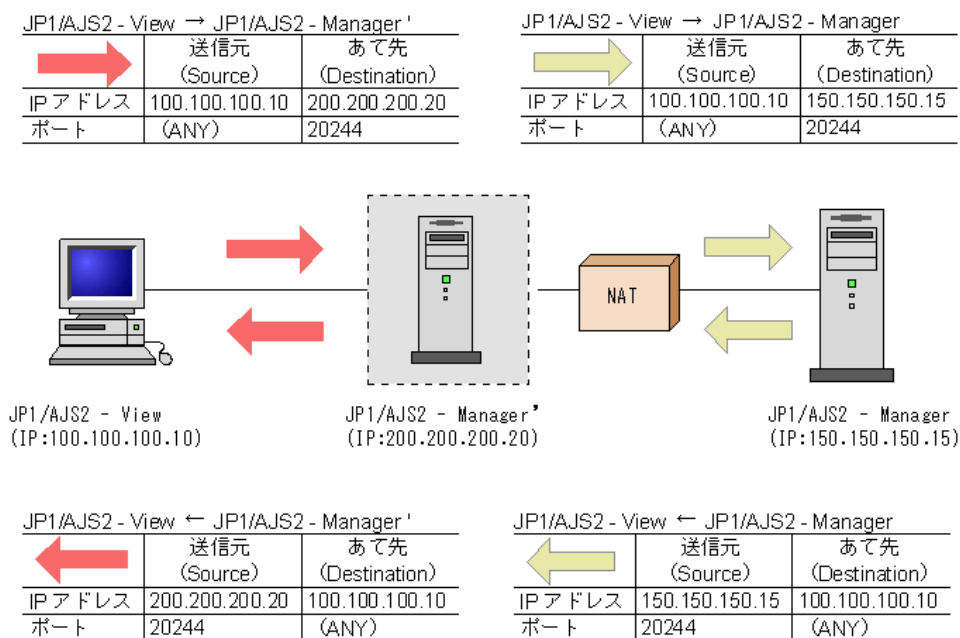 JP1/AJS2 - View → JP1/AJS2 - Manager'
送信元 あて先
(Source) (Destination)
IPアドレス 100.100.100.10 200.200.200.20
ポート (ANY) 20244
JP1/AJS2 - View → JP1/AJS2 - Manager
送信元 あて先
(Source) (Destination)
IPアドレス 100.100.100.10 150.150.150.15
ポート (ANY) 20244
NAT
JP1/AJS2 - View
(IP:100.100.100.10)
JP1/AJS2 - Manager'
(IP:200.200.200.20)
JP1/AJS2 - Manager
(IP:150.150.150.15)
JP1/AJS2 - View ← JP1/AJS2 - Manager'
送信元 あて先
(Source) (Destination)
IPアドレス 200.200.200.20 100.100.100.10
ポート 20244 (ANY)
JP1/AJS2 - View ← JP1/AJS2 - Manager
送信元 あて先
(Source) (Destination)
IPアドレス 150.150.150.15 100.100.100.10
ポート 20244 (ANY)